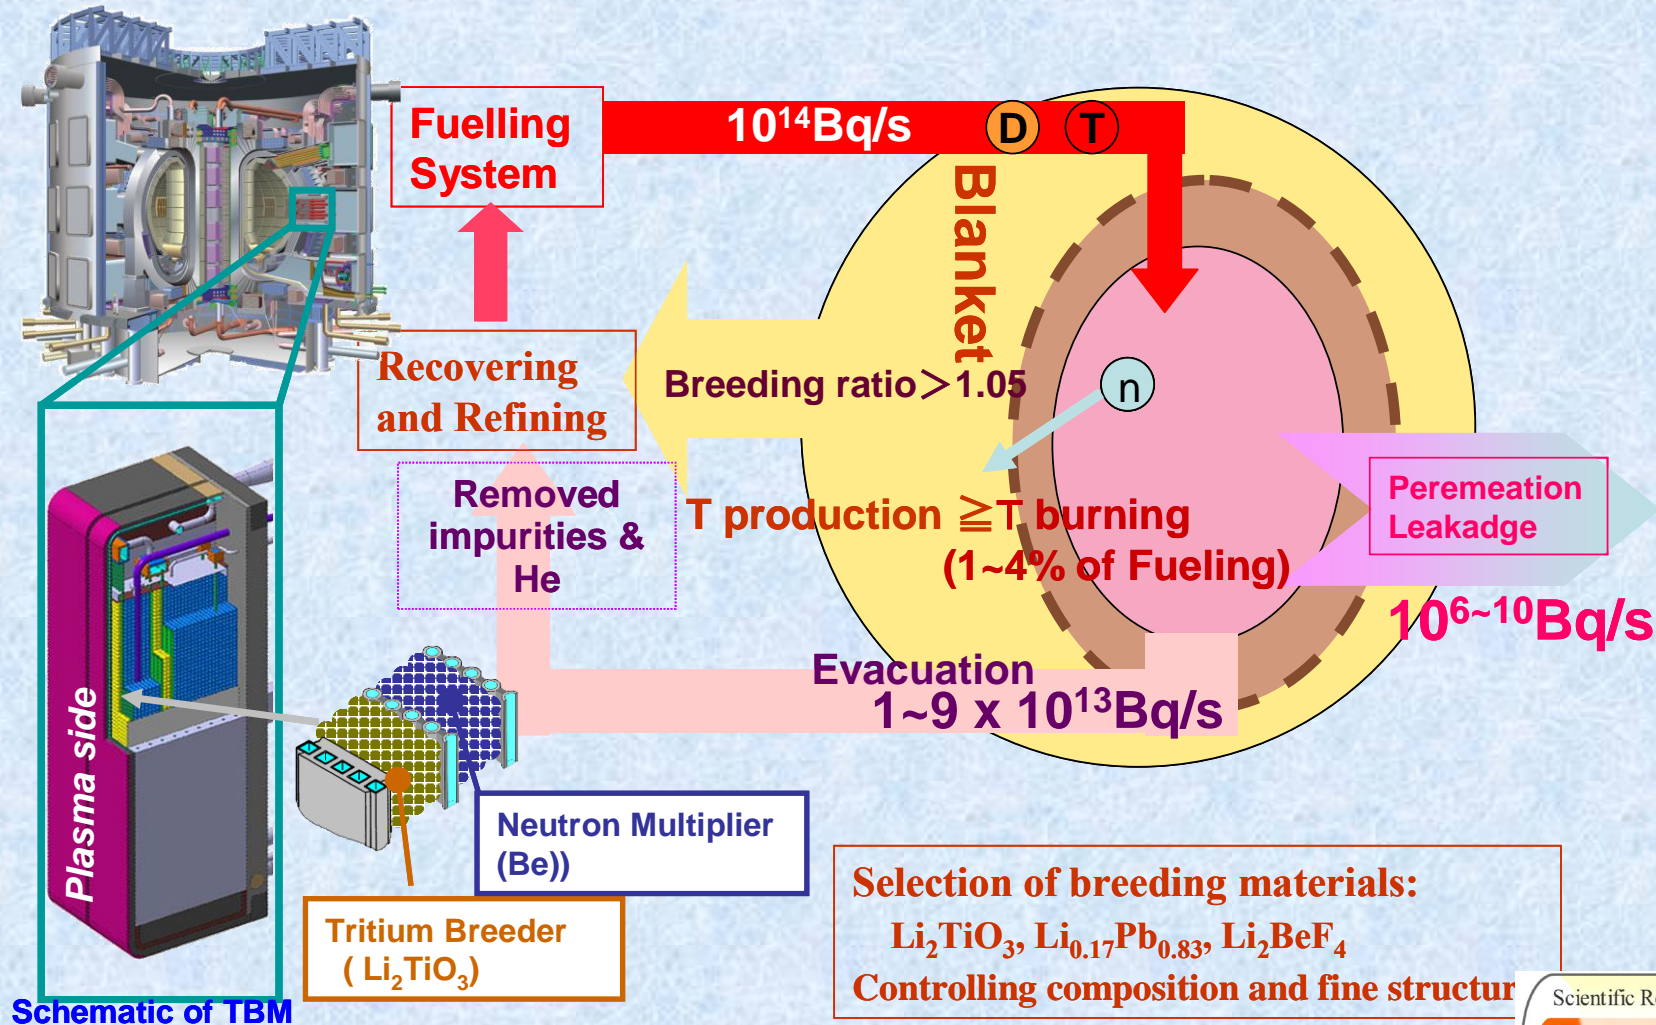 Fuelling
System
10¹⁴Bq/s
D
T
Blanket
Recovering
and Refining
Breeding ratio＞1.05
n
Removed
impurities &
He
T production ≧T burning
(1~4% of Fueling)
Peremeation
Leakadge
10⁶~¹⁰Bq/s
Evacuation
1~9 x 10¹³Bq/s
Plasma side
Neutron Multiplier
(Be))
Tritium Breeder
( Li₂TiO₃)
Schematic of TBM
Selection of breeding materials:
Li₂TiO₃, Li₀.₁₇Pb₀.₈₃, Li₂BeF₄
Controlling composition and fine structur
Scientific